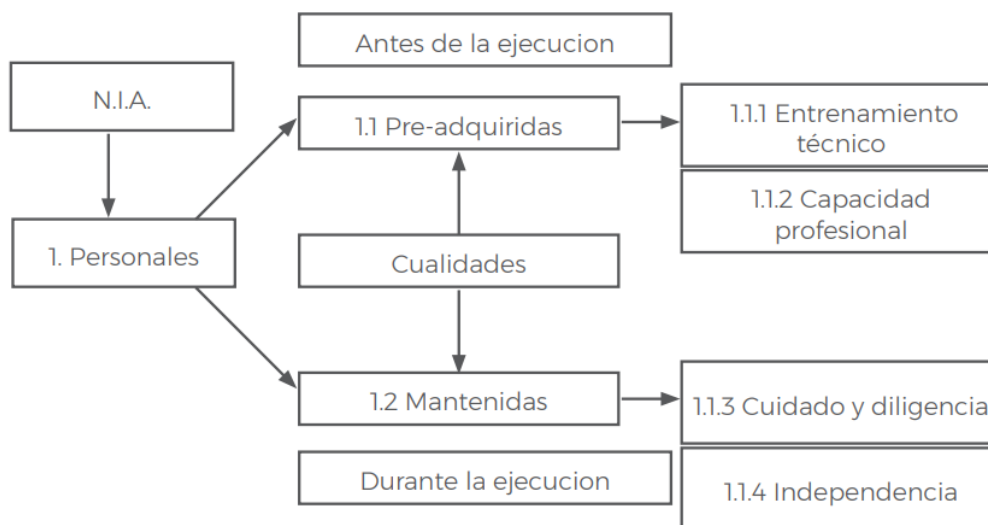 Antes de la ejecucion
N.I.A.
1.1 Pre-adquiridas
1.1.1 Entrenamiento
técnico
1.1.2 Capacidad
profesional
1. Personales
Cualidades
1.2 Mantenidas
1.1.3 Cuidado y diligencia
Durante la ejecucion
1.1.4 Independencia